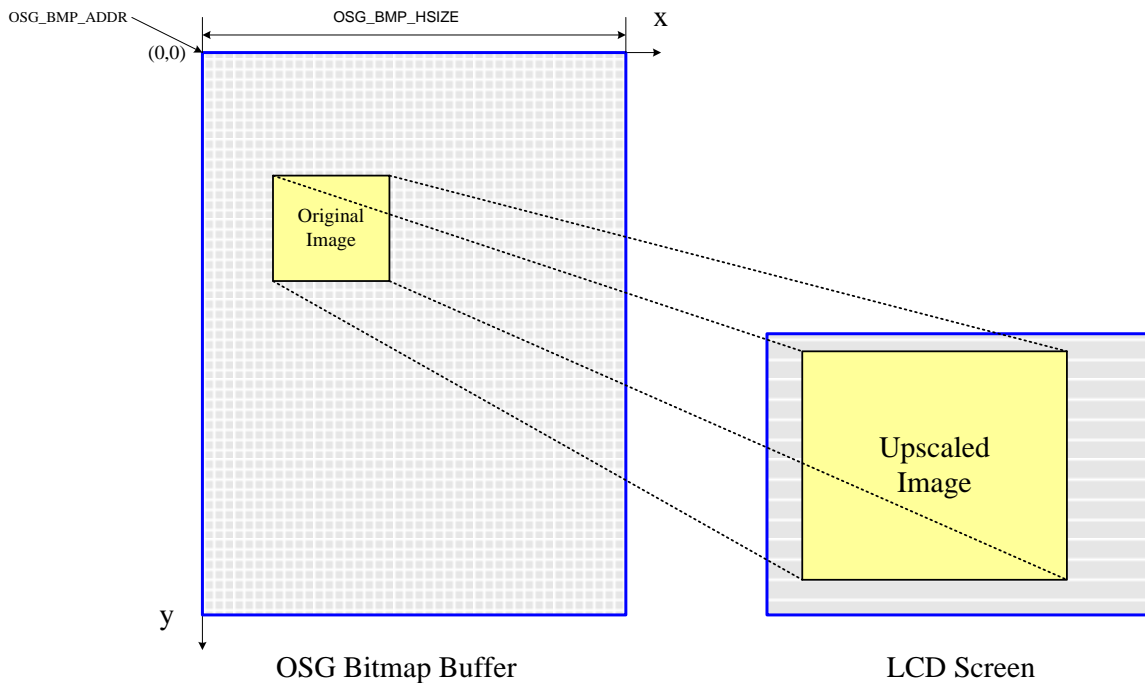 OSG_BMP_ADDR
OSG_BMP_HSIZE
x
(0,0)
Original
Image
Upscaled
Image
y
OSG Bitmap Buffer
LCD Screen